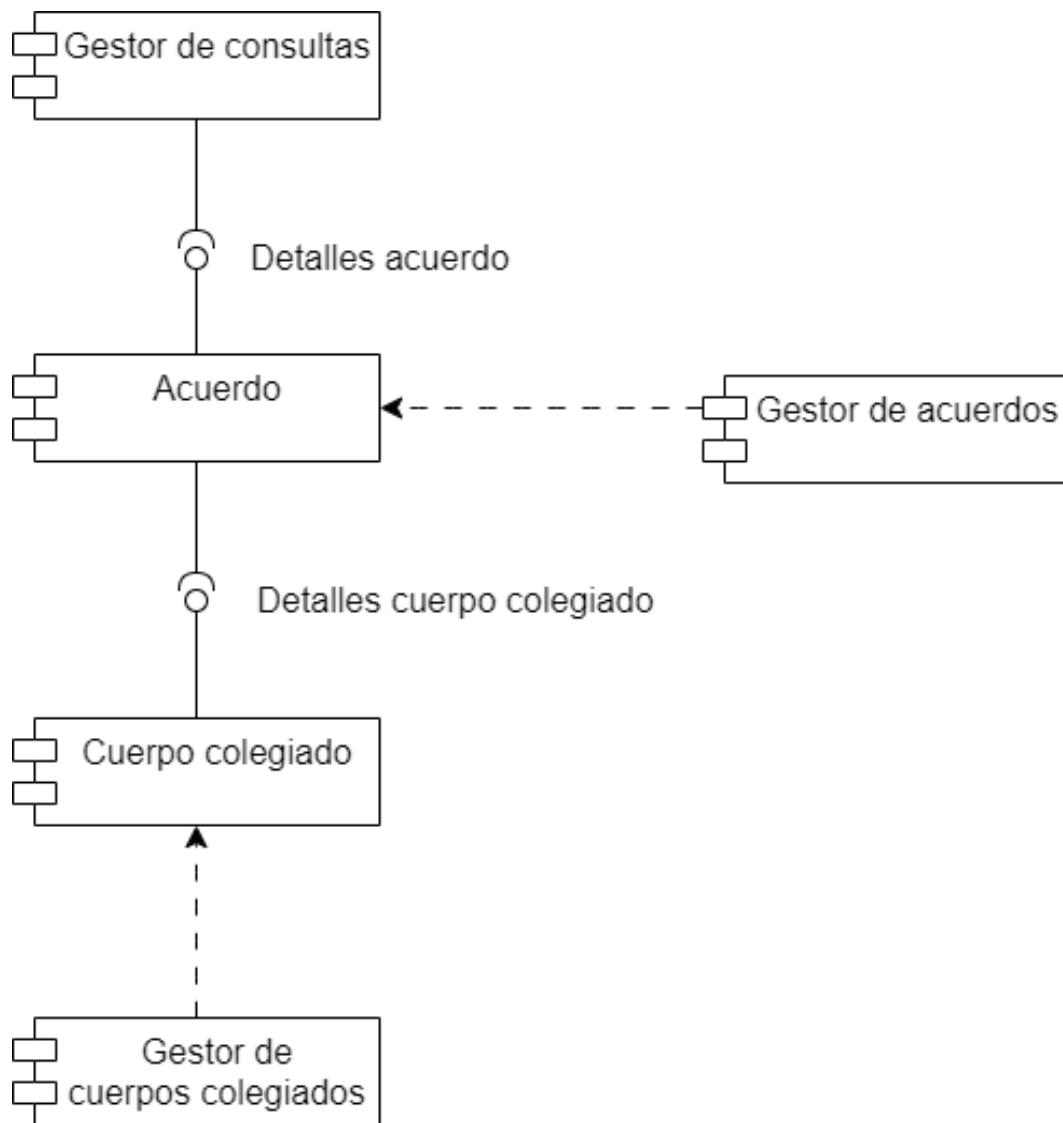 Gestor de consultas
Detalles acuerdo
Acuerdo
Gestor de acuerdos
Detalles cuerpo colegiado
Cuerpo colegiado
Gestor de
cuerpos colegiados